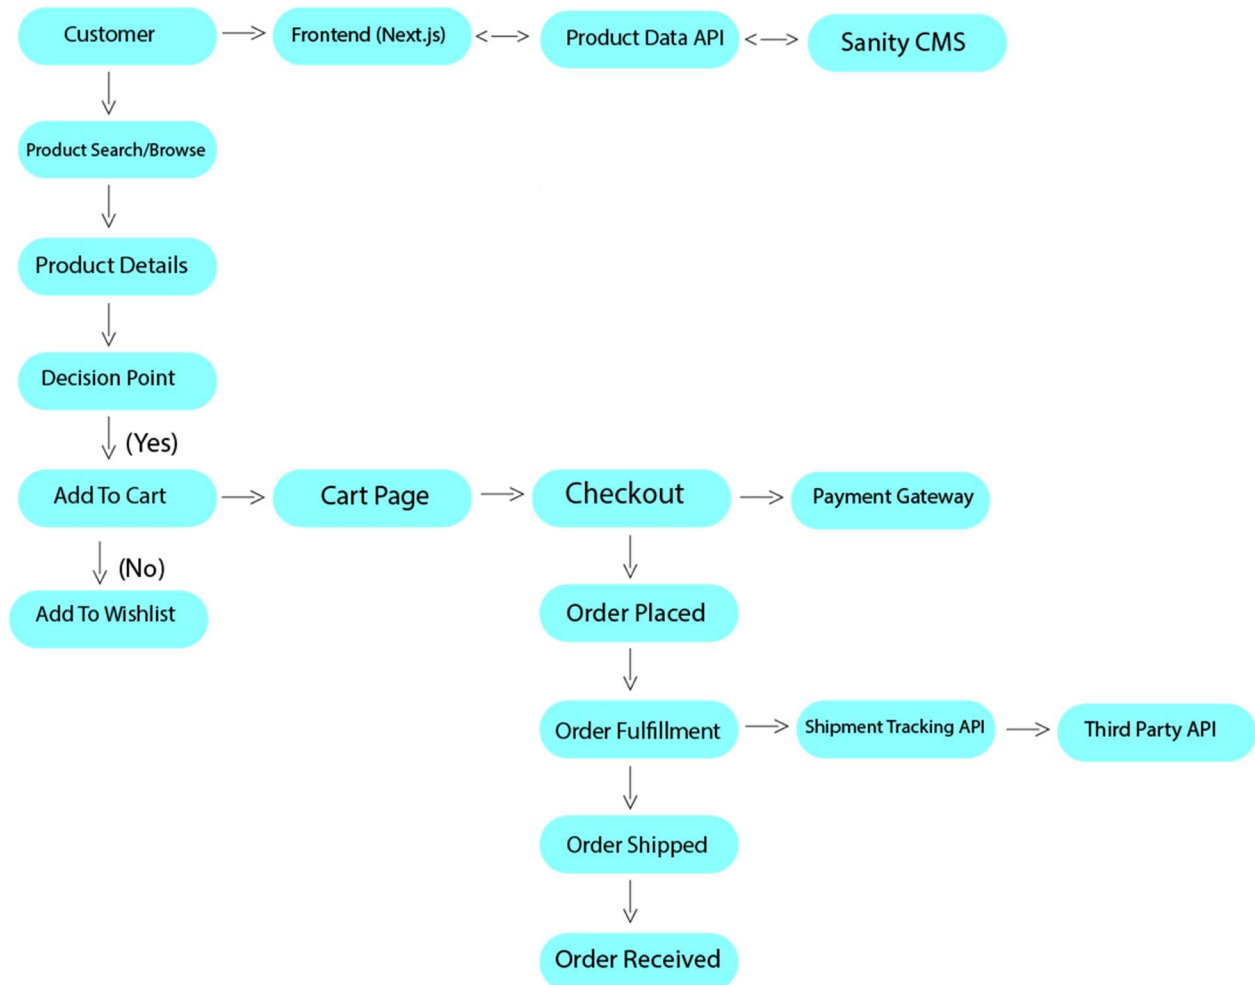 Customer
Frontend (Next.js)
Product Data API
Sanity CMS
Product Search/Browse
Product Details
Decision Point
(Yes)
Add To Cart
Cart Page
Checkout
Payment Gateway
(No)
Add To Wishlist
Order Placed
Order Fulfillment
Shipment Tracking API
Third Party API
Order Shipped
Order Received